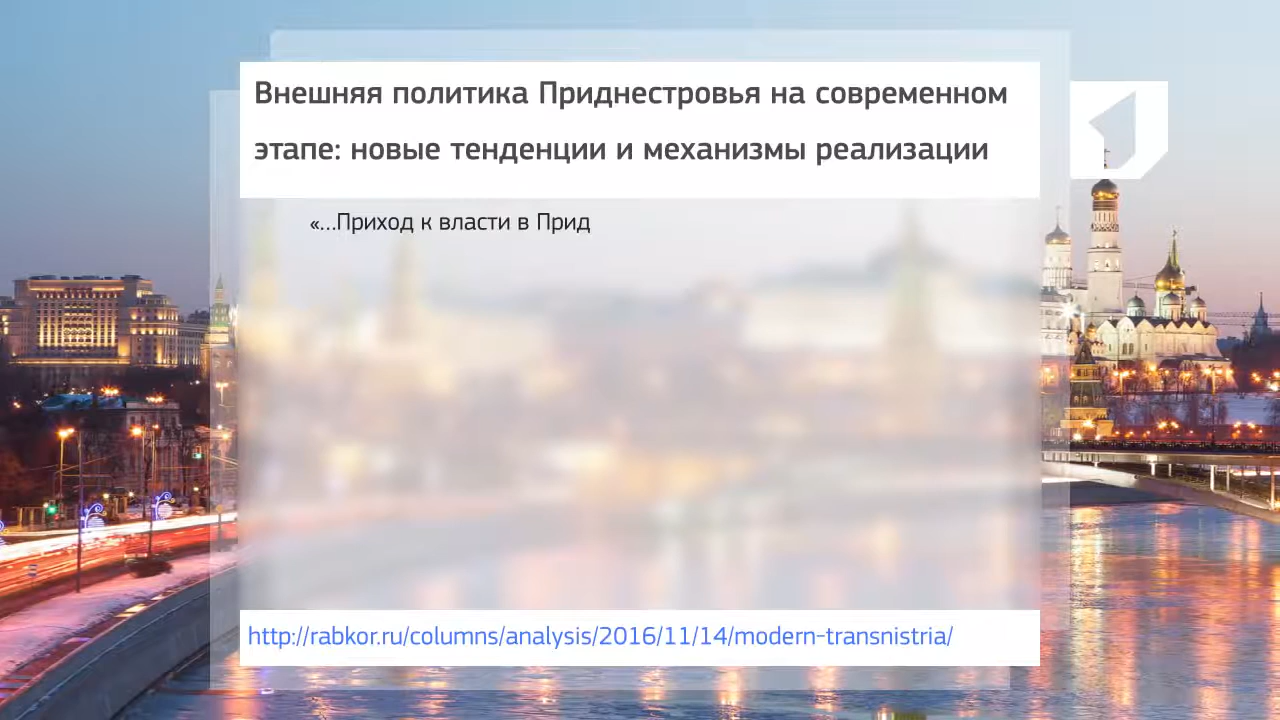 Внешняя политика Приднестровья на современном
этапе: новые тенденции и механизмы реализации
«...Приход к власти в Прид
http://rabkor.ru/columns/analysis/2016/11/14/modern-transnistria/